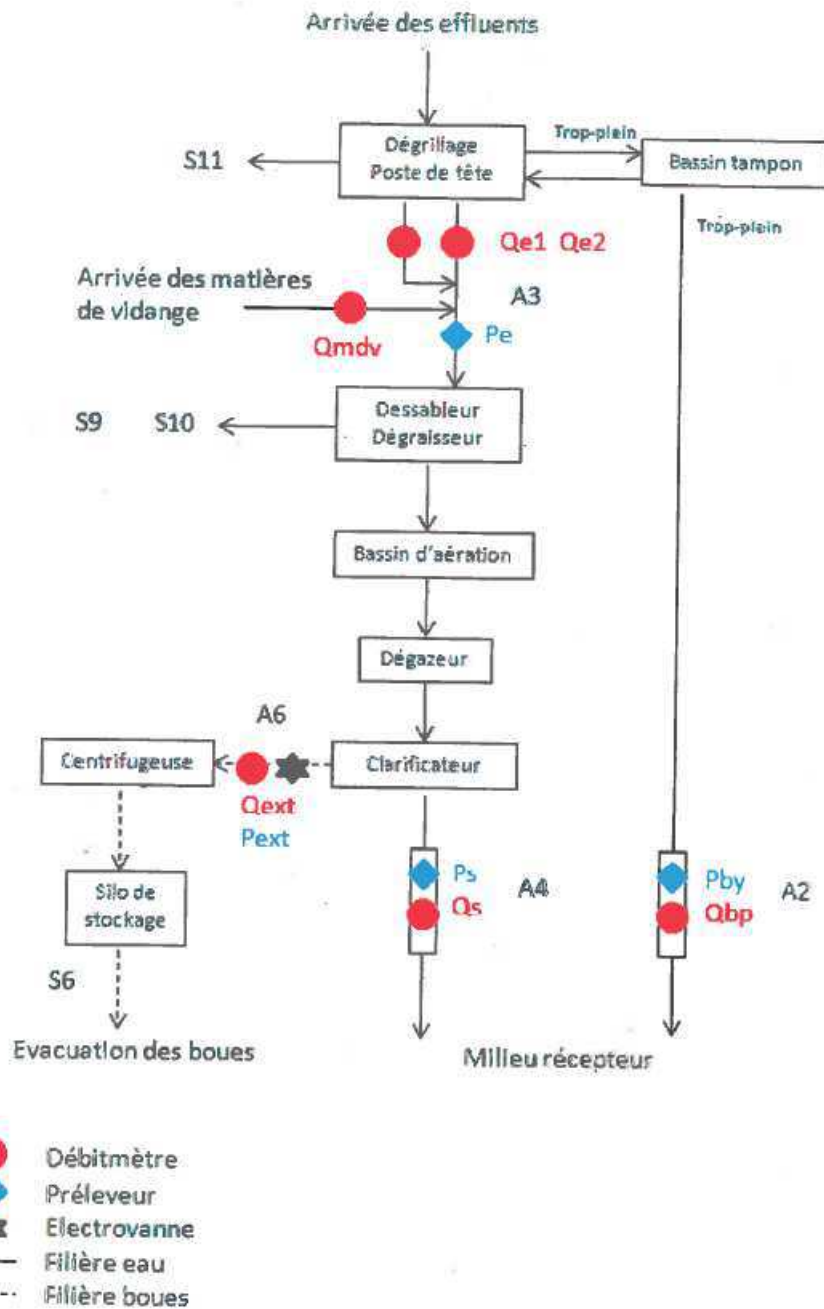 Arrivée des effluents
Trop-plein
S11
Dégrillage
Poste de tête
Bassin tampon
Trop-plein
Qe1 Qe2
Arrivée des matières
de vidange
A3
Qmdv
Pe
S9 S10
Dessableur
Dégraisseur
Bassin d'aération
Dégazeur
A6
Centrifugeuse
Clarificateur
Qext
Pext
Silo de
stockage
Ps
Qs
A4
Pby
Qbp
A2
S6
Evacuation des boues
Milieu récepteur
Débitmètre
Préleveur
Electrovanne
Filière eau
Filière boues